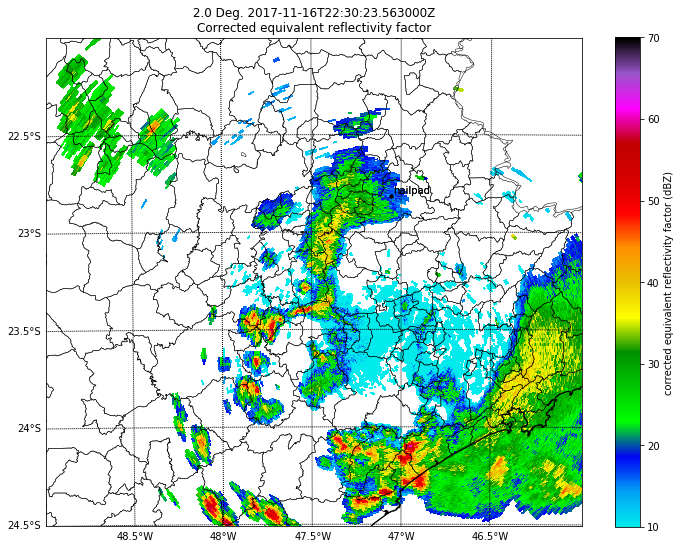 2.0 Deg. 2017-11-16T22:30:23.563000Z
Corrected equivalent reflectivity factor
hailpad
22.5°S
23°S
23.5°S
24°S
24.5°S
48.5°W
48°W
47.5°W
47°W
46.5°W
70
60
50
40
30
20
10
corrected equivalent reflectivity factor (dBZ)